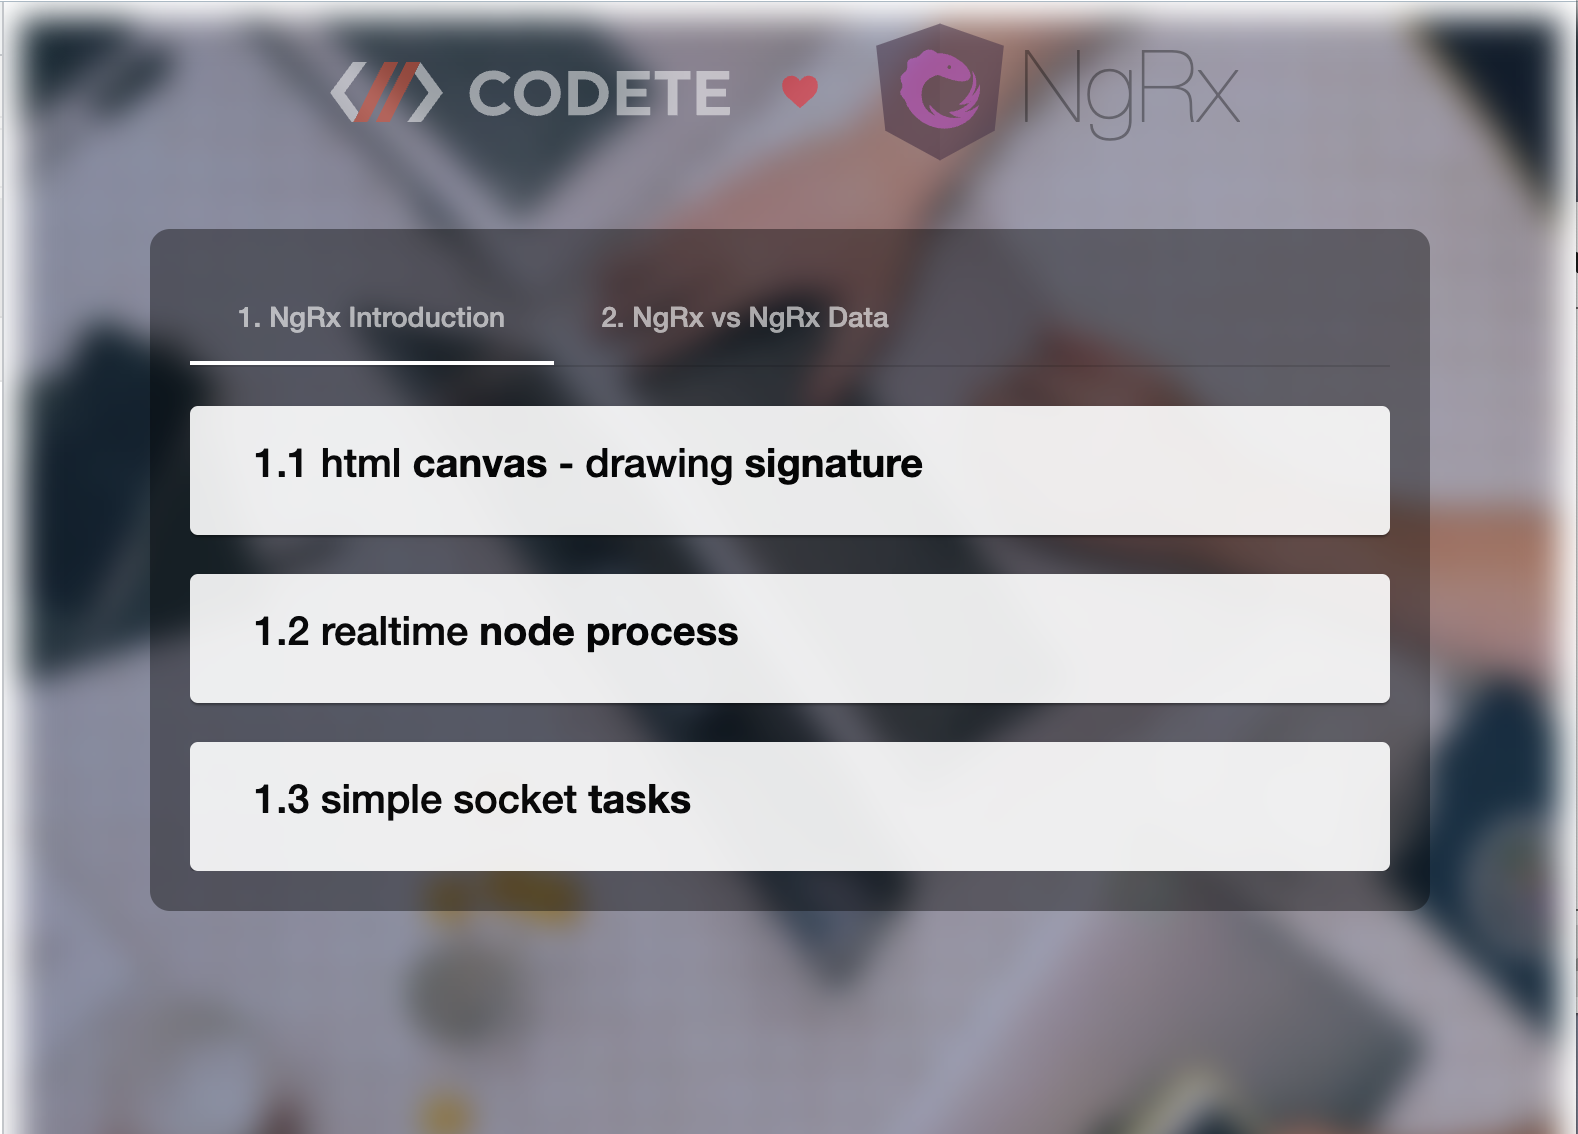 CODETE NgRx
1. NgRx Introduction 2. NgRx vs NgRx Data
1.1 html canvas - drawing signature
1.2 realtime node process
1.3 simple socket tasks